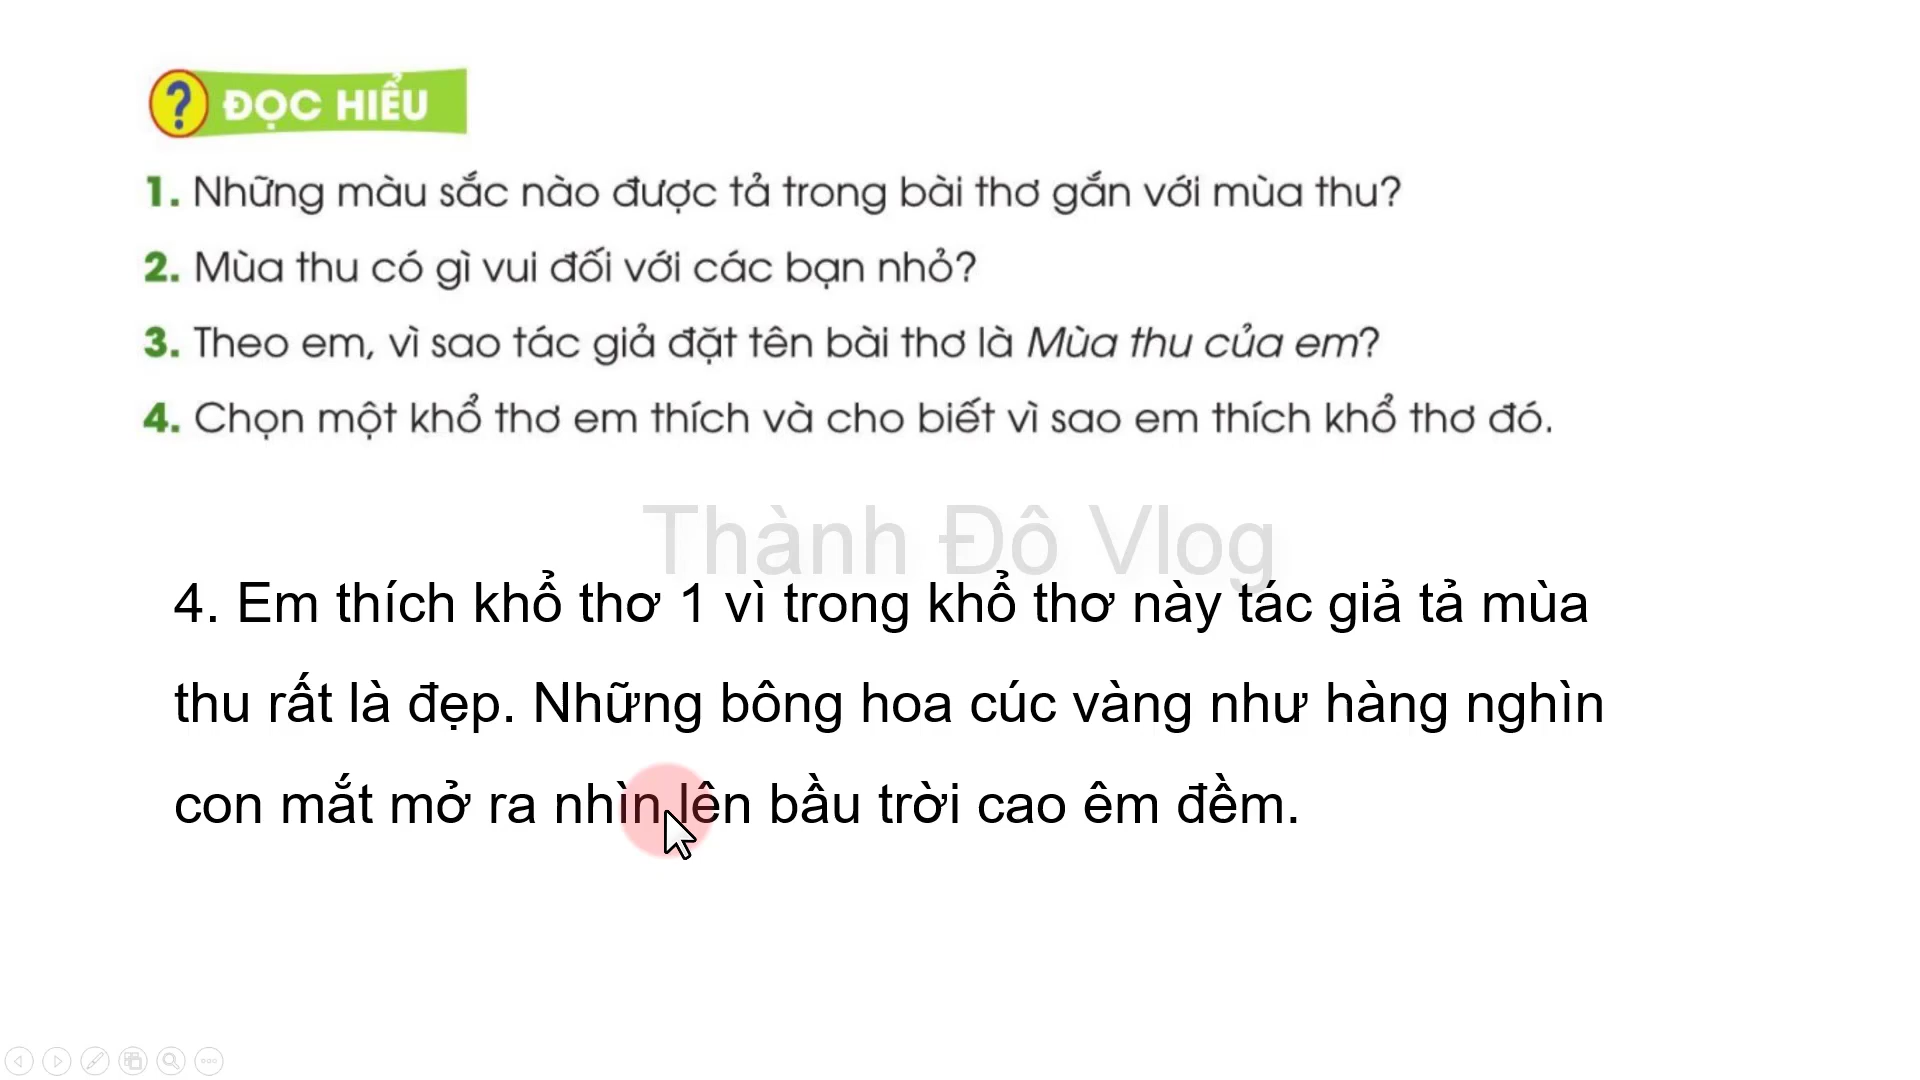 ? ĐỌC HIỂU
1. Những màu sắc nào được tả trong bài thơ gắn với mùa thu?
2. Mùa thu có gì vui đối với các bạn nhỏ?
3. Theo em, vì sao tác giả đặt tên bài thơ là Mùa thu của em?
4. Chọn một khổ thơ em thích và cho biết vì sao em thích khổ thơ đó.
Thành Đô Vlog
4. Em thích khổ thơ 1 vì trong khổ thơ này tác giả tả mùa
thu rất là đẹp. Những bông hoa cúc vàng như hàng nghìn
con mắt mở ra nhìn lên bầu trời cao êm đềm.